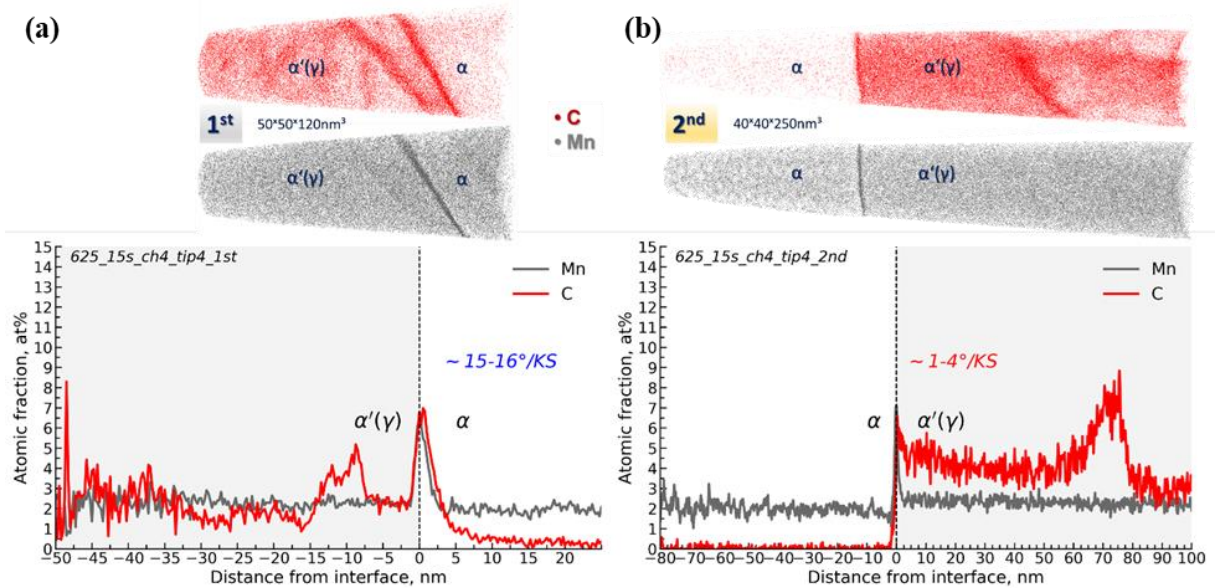 (a)
α'(γ)
α
1st
50*50*120nm³
α'(γ)
α
• C
• Mn
(b)
α
α'(γ)
2nd
40*40*250nm³
α
α'(γ)
Atomic fraction, at%
15
14
13
12
11
10
9
8
7
6
5
4
3
2
1
0
625_15s_ch4_tip4_1st
Mn
C
~ 15-16°/KS
α'(γ)
α
−50 −45 −40 −35 −30 −25 −20 −15 −10 −5 0 5 10 15 20
Distance from interface, nm
Atomic fraction, at%
15
14
13
12
11
10
9
8
7
6
5
4
3
2
1
0
625_15s_ch4_tip4_2nd
Mn
C
~ 1-4°/KS
α
α'(γ)
−80 −70 −60 −50 −40 −30 −20 −10 0 10 20 30 40 50 60 70 80 90 100
Distance from interface, nm